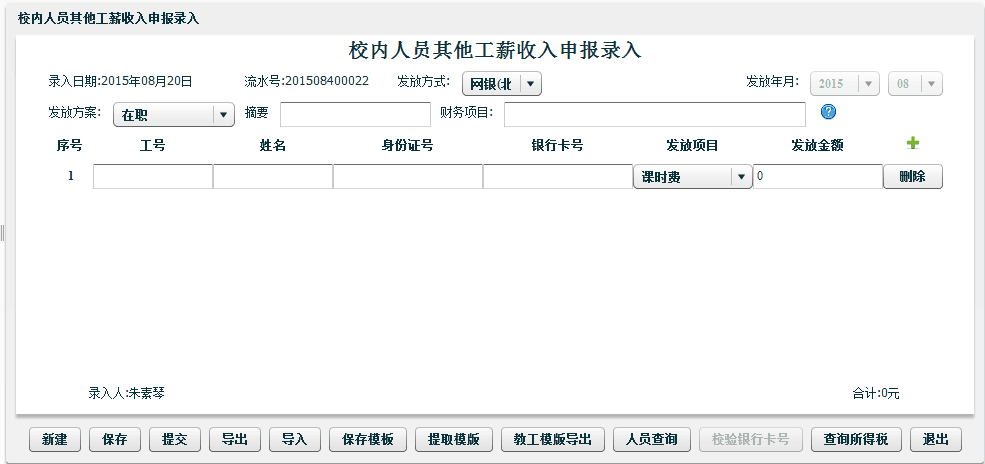 校内人员其他工薪收入申报录入
校内人员其他工薪收入申报录入
录入日期:2015年08月20日 流水号:201508400022 发放方式: 网银(北 发放年月: 2015 08
发放方案: 在职 摘要 财务项目: ?
序号 工号 姓名 身份证号 银行卡号 发放项目 发放金额
1 课时费 0 删除
录入人:朱素琴 合计:0元
新建 保存 提交 导出 导入 保存模板 提取模版 教工模版导出 人员查询 校验银行卡号 查询所得税 退出